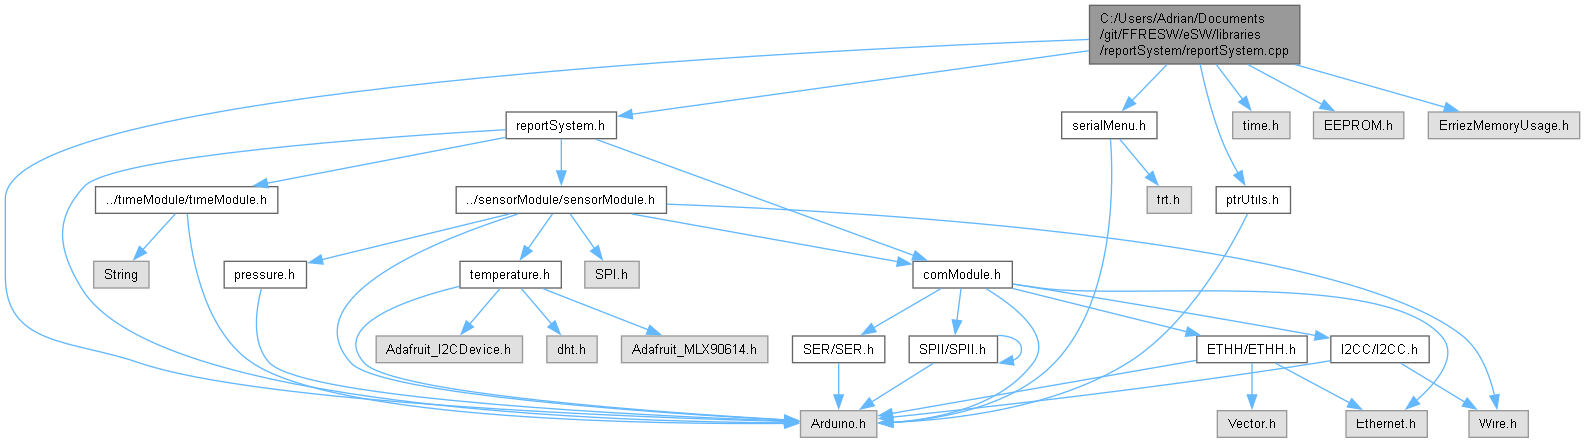 C:/Users/Adrian/Documents
/git/FFRESW/eSW/libraries
/reportSystem/reportSystem.cpp
reportSystem.h
serialMenu.h
time.h
EEPROM.h
ErriezMemoryUsage.h
../timeModule/timeModule.h
../sensorModule/sensorModule.h
frt.h
ptrUtils.h
String
pressure.h
temperature.h
SPI.h
comModule.h
Adafruit_I2CDevice.h
dht.h
Adafruit_MLX90614.h
SER/SER.h
SPII/SPII.h
ETHH/ETHH.h
I2CC/I2CC.h
Arduino.h
Vector.h
Ethernet.h
Wire.h